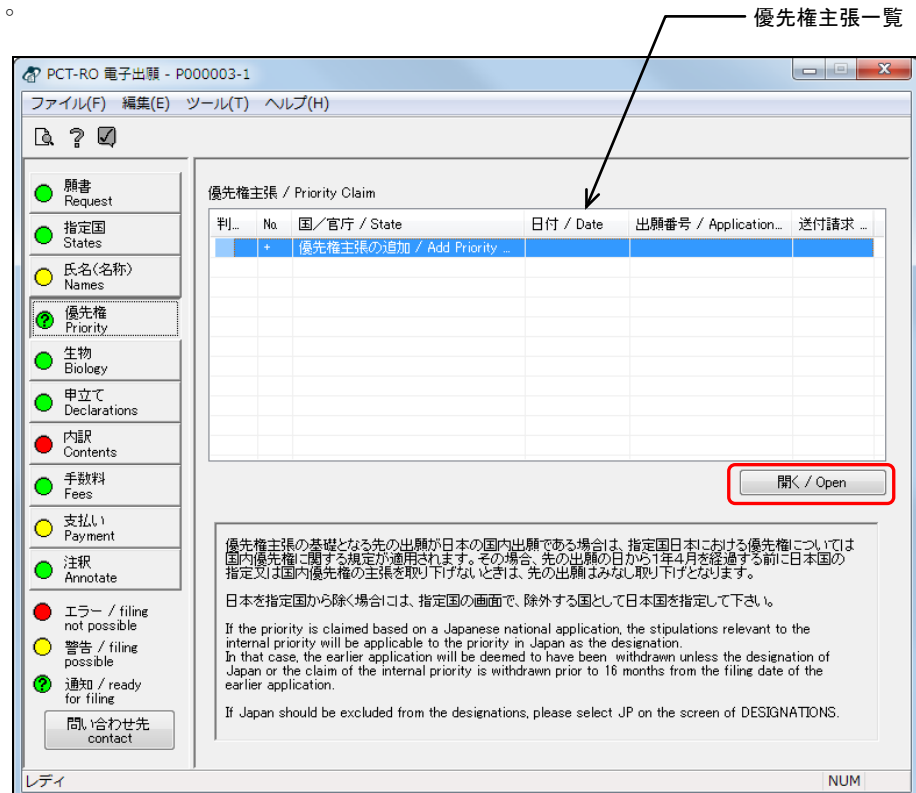 。
優先権主張一覧
PCT-RO 電子出願 - P000003-1
ファイル(F) 編集(E) ツール(T) ヘルプ(H)
願書
Request
指定国
States
氏名(名称)
Names
優先権
Priority
生物
Biology
申立て
Declarations
内訳
Contents
手数料
Fees
支払い
Payment
注釈
Annotate
エラー / filing
not possible
警告 / filing
possible
通知 / ready
for filing
問い合わせ先
contact
優先権主張 / Priority Claim
判... No. 国／官庁 / State 日付 / Date 出願番号 / Application... 送付請求 ...
+ 優先権主張の追加 / Add Priority ...
開く / Open
優先権主張の基礎となる先の出願が日本の国内出願である場合は、指定国日本における優先権については
国内優先権に関する規定が適用されます。その場合、先の出願の日から1年4月を経過する前に日本国の
指定又は国内優先権の主張を取り下げないときは、先の出願はみなし取り下げとなります。
日本を指定国から除く場合には、指定国の画面で、除外する国として日本国を指定して下さい。
If the priority is claimed based on a Japanese national application, the stipulations relevant to the
internal priority will be applicable to the priority in Japan as the designation.
In that case, the earlier application will be deemed to have been withdrawn unless the designation of
Japan or the claim of the internal priority is withdrawn prior to 16 months from the filing date of the
earlier application.
If Japan should be excluded from the designations, please select JP on the screen of DESIGNATIONS.
レディ
NUM